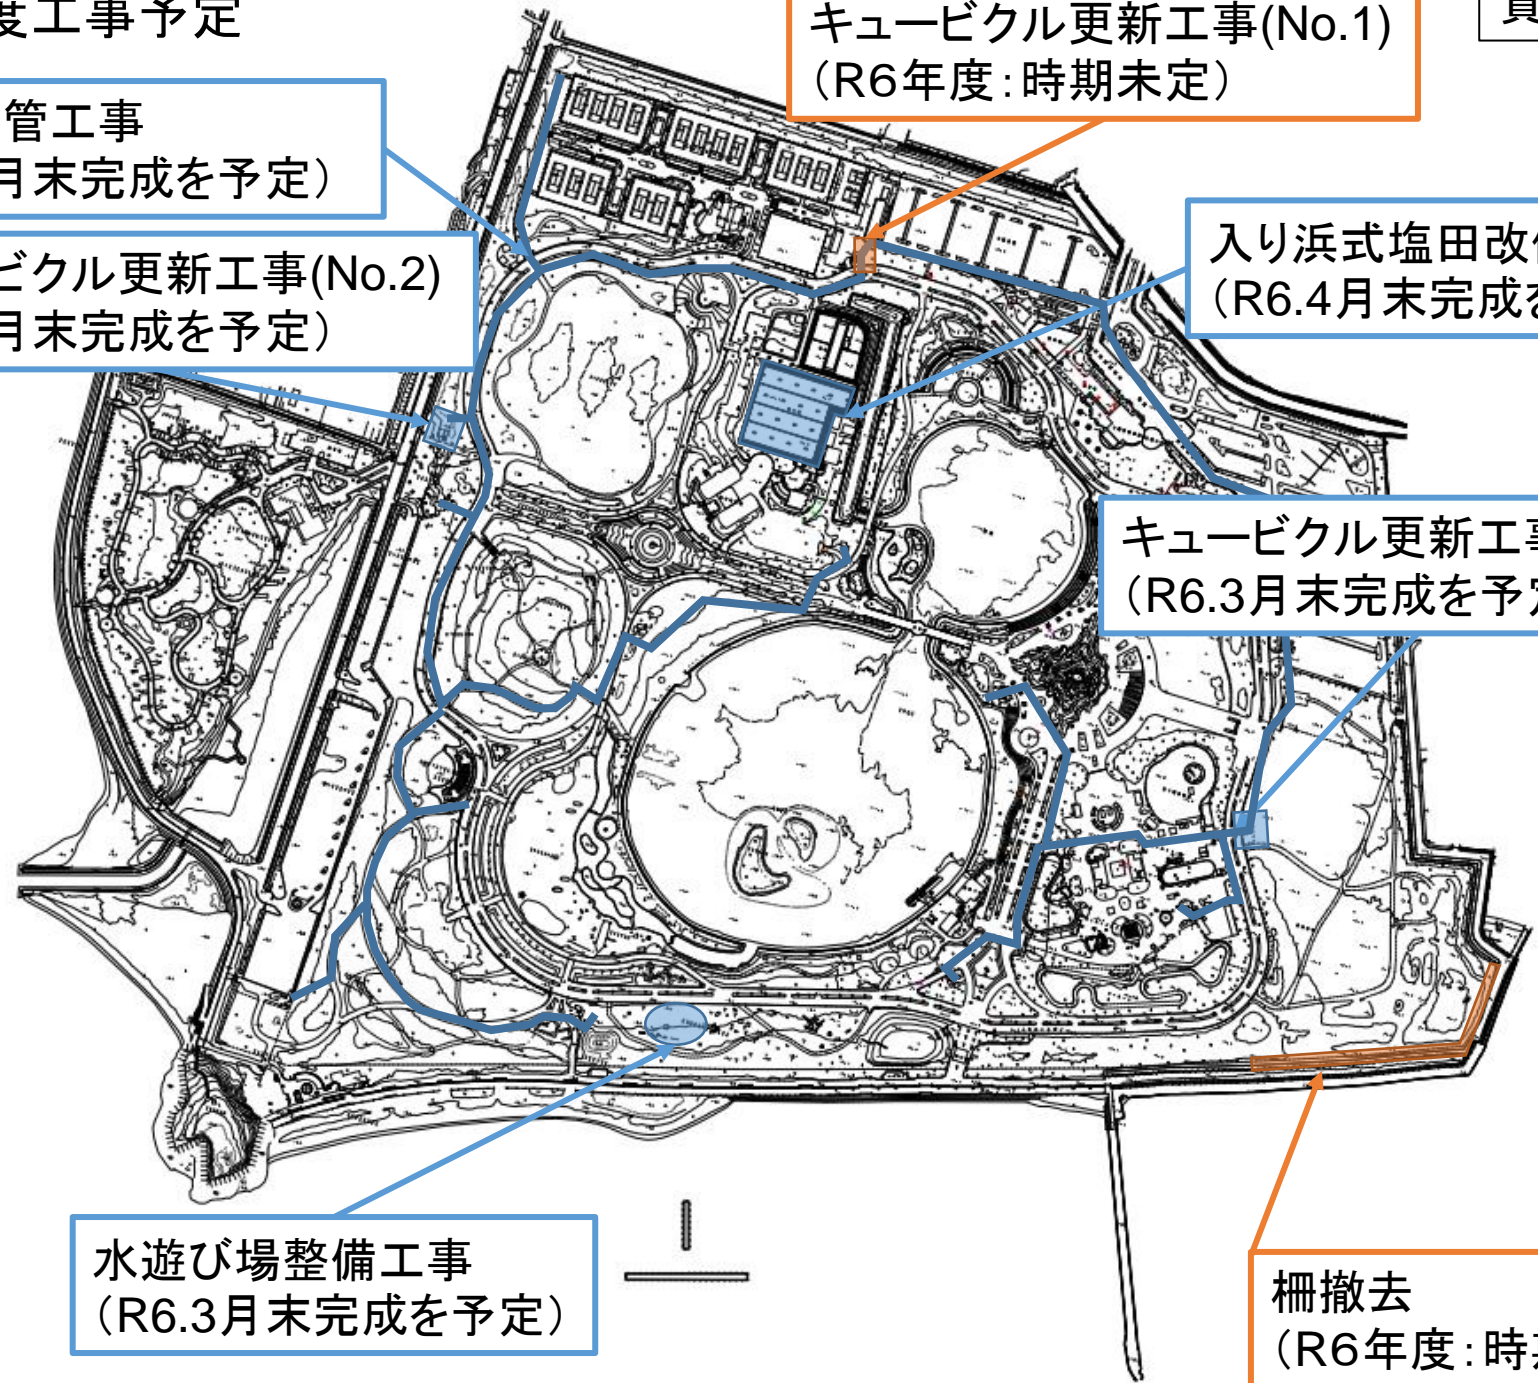 度工事予定
キュービクル更新工事(No.1)
（R6年度：時期未定）
管工事
月末完成を予定）
ビクル更新工事(No.2)
月末完成を予定）
入り浜式塩田改
（R6.4月末完成を
キュービクル更新工事
（R6.3月末完成を予定
水遊び場整備工事
（R6.3月末完成を予定）
柵撤去
（R6年度：時期